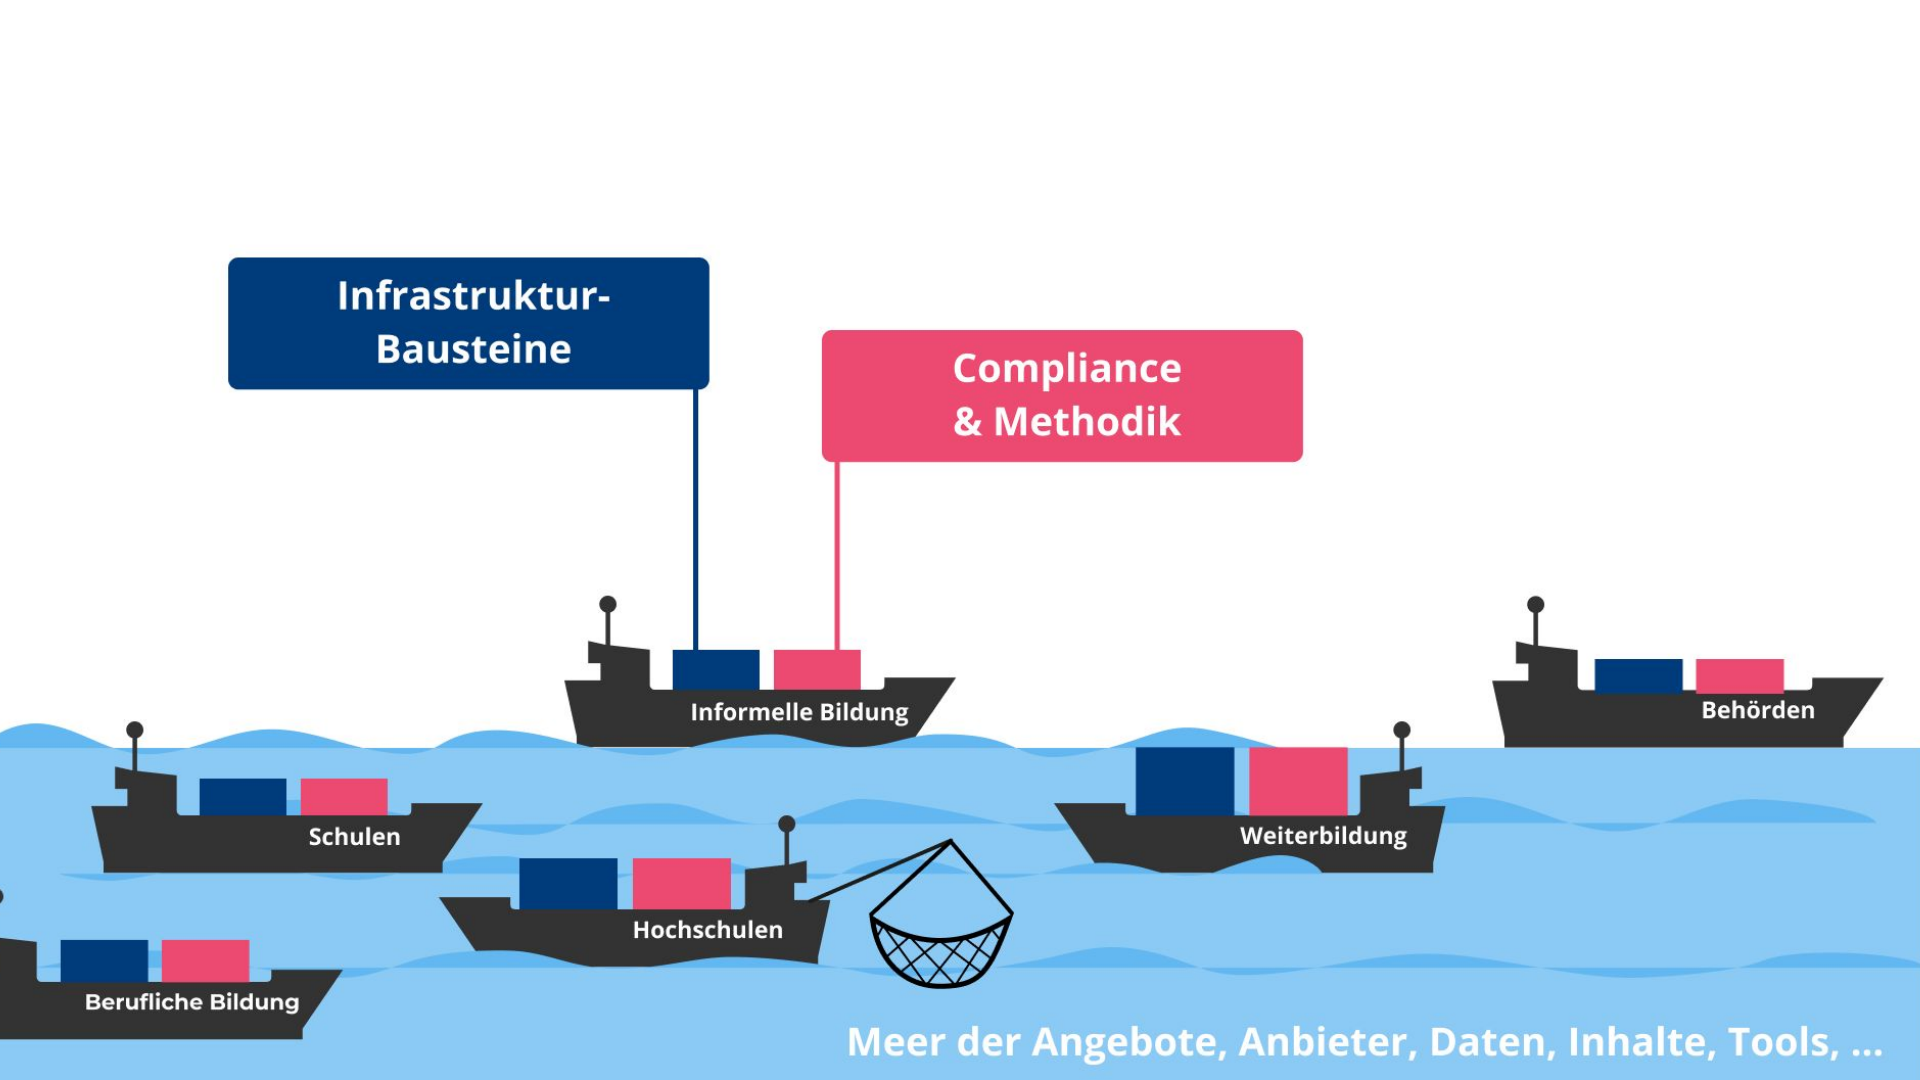 Infrastruktur-
Bausteine
Compliance
& Methodik
Informelle Bildung
Behörden
Schulen
Weiterbildung
Hochschulen
Berufliche Bildung
Meer der Angebote, Anbieter, Daten, Inhalte, Tools, ...